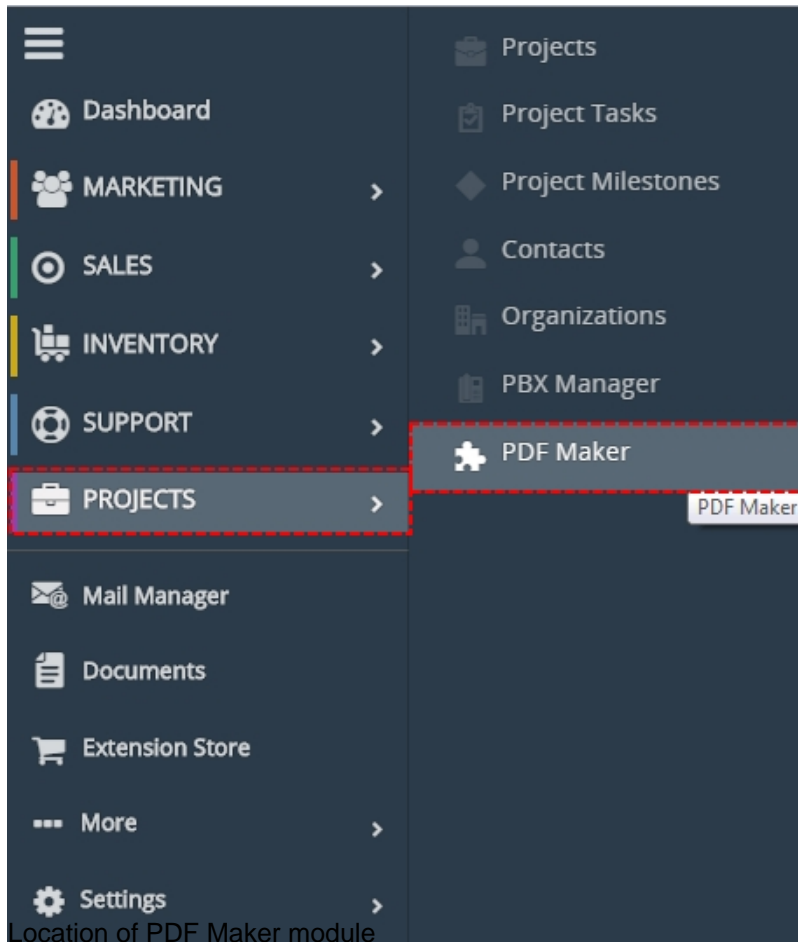 Dashboard
MARKETING
SALES
INVENTORY
SUPPORT
PROJECTS
Mail Manager
Documents
Extension Store
More
Settings
Projects
Project Tasks
Project Milestones
Contacts
Organizations
PBX Manager
PDF Maker
PDF Maker
Location of PDF Maker module